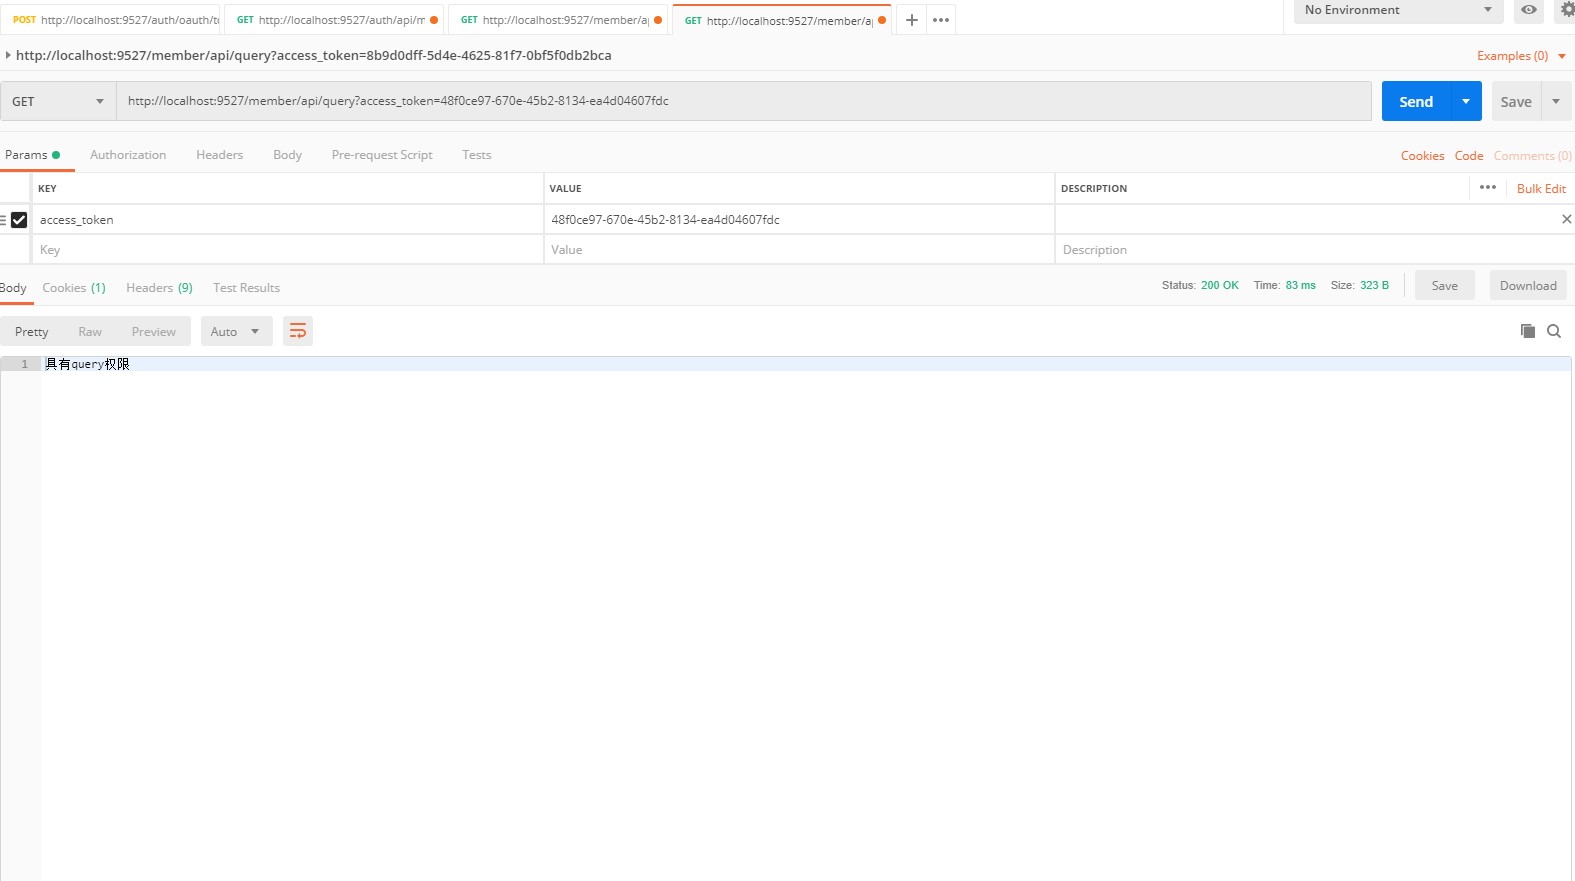 POST http://localhost:9527/auth/oauth/t
GET http://localhost:9527/auth/api/m
GET http://localhost:9527/member/a
GET http://localhost:9527/member/a
No Environment
http://localhost:9527/member/api/query?access_token=8b9d0dff-5d4e-4625-81f7-0bf5f0db2bca
Examples (0)
GET
http://localhost:9527/member/api/query?access_token=48f0ce97-670e-45b2-8134-ea4d04607fdc
Send
Save
Params Authorization Headers Body Pre-request Script Tests
Cookies Code Comments (0)
KEY VALUE DESCRIPTION ••• Bulk Edit
access_token 48f0ce97-670e-45b2-8134-ea4d04607fdc
Key Value Description
Body Cookies (1) Headers (9) Test Results
Status: 200 OK Time: 83 ms Size: 323 B Save Download
Pretty Raw Preview Auto
1 具有query权限